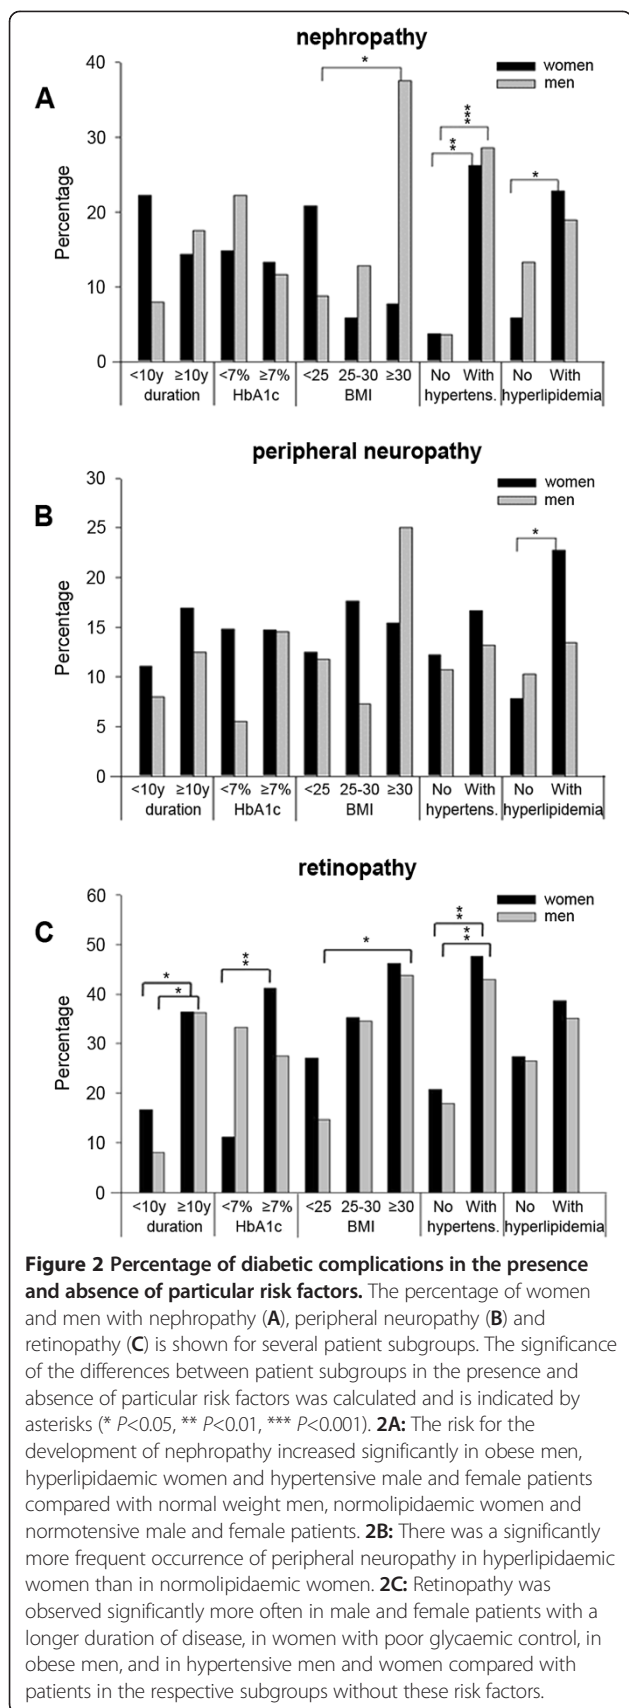 nephropathy
A
women
men
Percentage
40
30
20
10
0
*
***
**
*
<10y ≥10y <7% ≥7% <25 25-30 ≥30 No With No With
duration HbA1c BMI hypertens. hyperlipidemia
peripheral neuropathy
B
women
men
Percentage
30
25
20
15
10
5
0
*
<10y ≥10y <7% ≥7% <25 25-30 ≥30 No With No With
duration HbA1c BMI hypertens. hyperlipidemia
retinopathy
C
women
men
Percentage
60
50
40
30
20
10
0
*
*
**
*
**
**
<10y ≥10y <7% ≥7% <25 25-30 ≥30 No With No With
duration HbA1c BMI hypertens. hyperlipidemia
Figure 2 Percentage of diabetic complications in the presence
and absence of particular risk factors. The percentage of women
and men with nephropathy (A), peripheral neuropathy (B) and
retinopathy (C) is shown for several patient subgroups. The significance
of the differences between patient subgroups in the presence and
absence of particular risk factors was calculated and is indicated by
asterisks (* P<0.05, ** P<0.01, *** P<0.001). 2A: The risk for the
development of nephropathy increased significantly in obese men,
hyperlipidaemic women and hypertensive male and female patients
compared with normal weight men, normolipidaemic women and
normotensive male and female patients. 2B: There was a significantly
more frequent occurrence of peripheral neuropathy in hyperlipidaemic
women than in normolipidaemic women. 2C: Retinopathy was
observed significantly more often in male and female patients with a
longer duration of disease, in women with poor glycaemic control, in
obese men, and in hypertensive men and women compared with
patients in the respective subgroups without these risk factors.